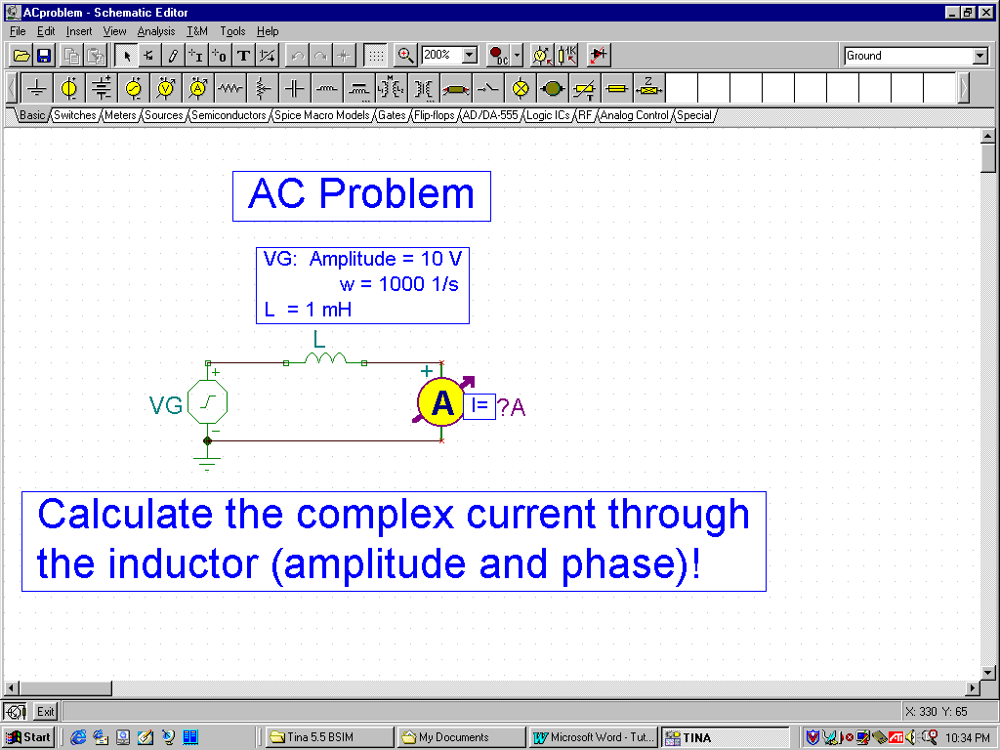 ACproblem - Schematic Editor
File Edit Insert View Analysis T&M Tools Help
T 200% DC 1K Ground
M Z
Basic Switches Meters Sources Semiconductors Spice Macro Models Gates Flip-flops AD/DA-555 Logic ICs RF Analog Control Special
AC Problem
VG: Amplitude = 10 V
w = 1000 1/s
L = 1 mH
L
+ +
VG A I= ?A
−
Calculate the complex current through
the inductor (amplitude and phase)!
Exit X: 330 Y: 65
Start Tina 5.5 BSIM My Documents Microsoft Word - Tut... TINA 10:34 PM